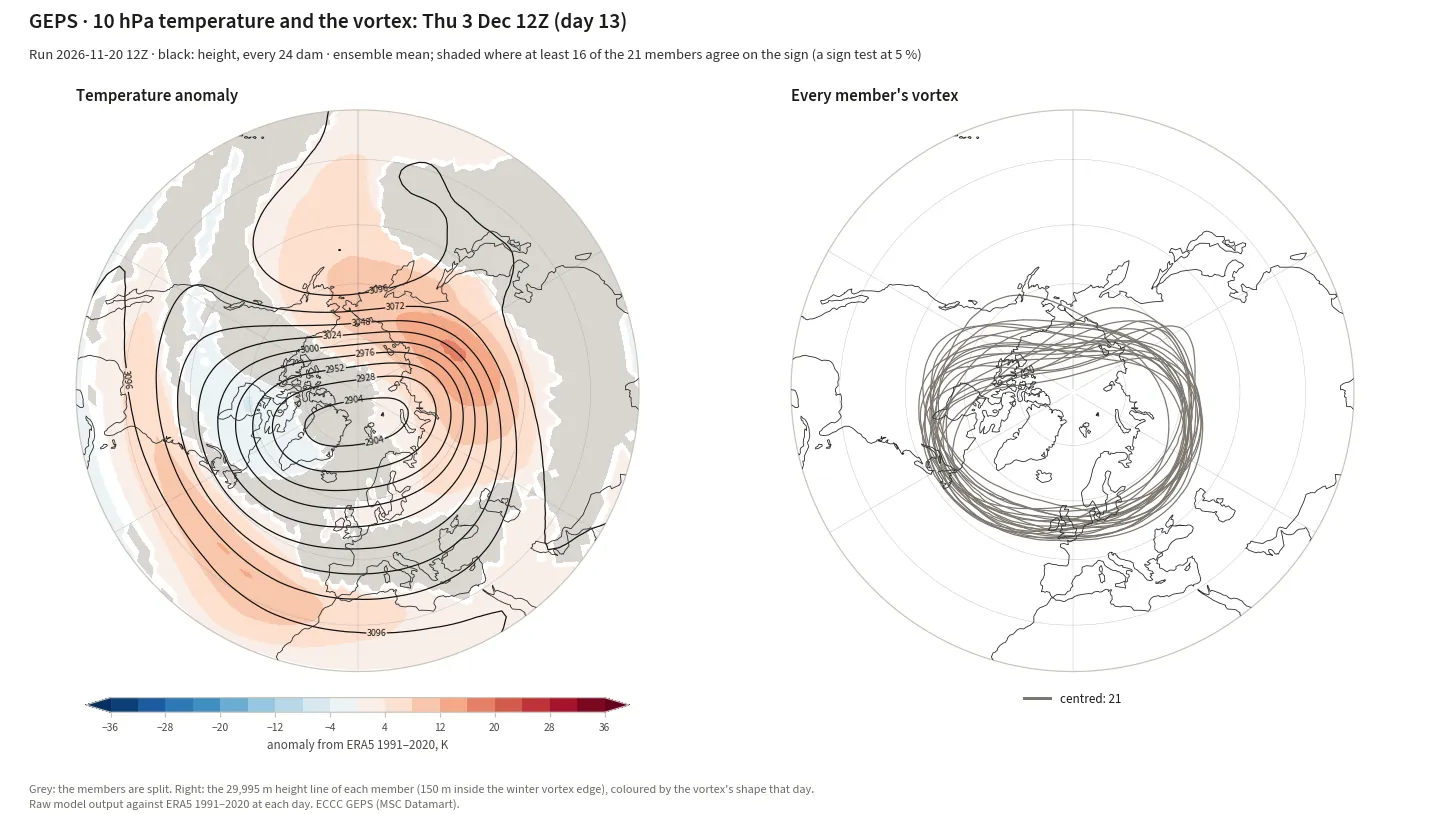 GEPS · 10 hPa temperature and the vortex: Thu 3 Dec 12Z (day 13)
Run 2026-11-20 12Z · black: height, every 24 dam · ensemble mean; shaded where at least 16 of the 21 members agree on the sign (a sign test at 5 %)
Temperature anomaly
Every member's vortex
3096
3072
3048
3024
3000
2976
2952
2928
2904
2904
3096
3096
centred: 21
−36 −28 −20 −12 −4 4 12 20 28 36
anomaly from ERA5 1991–2020, K
Grey: the members are split. Right: the 29,995 m height line of each member (150 m inside the winter vortex edge), coloured by the vortex's shape that day.
Raw model output against ERA5 1991–2020 at each day. ECCC GEPS (MSC Datamart).